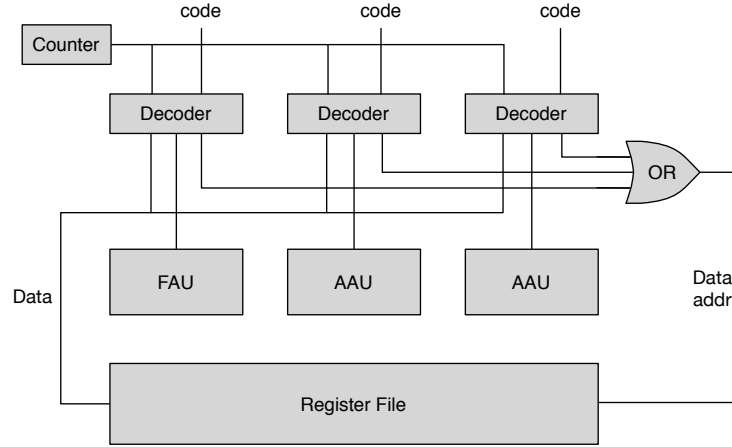 code code code
Counter
Decoder Decoder Decoder
OR
FAU AAU AAU
Data
Data
addr
Register File